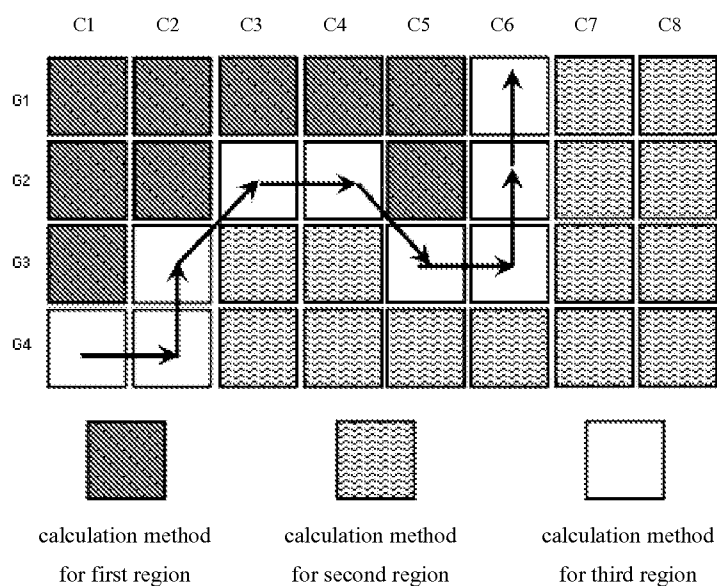 C1 C2 C3 C4 C5 C6 C7 C8
G1
G2
G3
G4
calculation method for first region
calculation method for second region
calculation method for third region